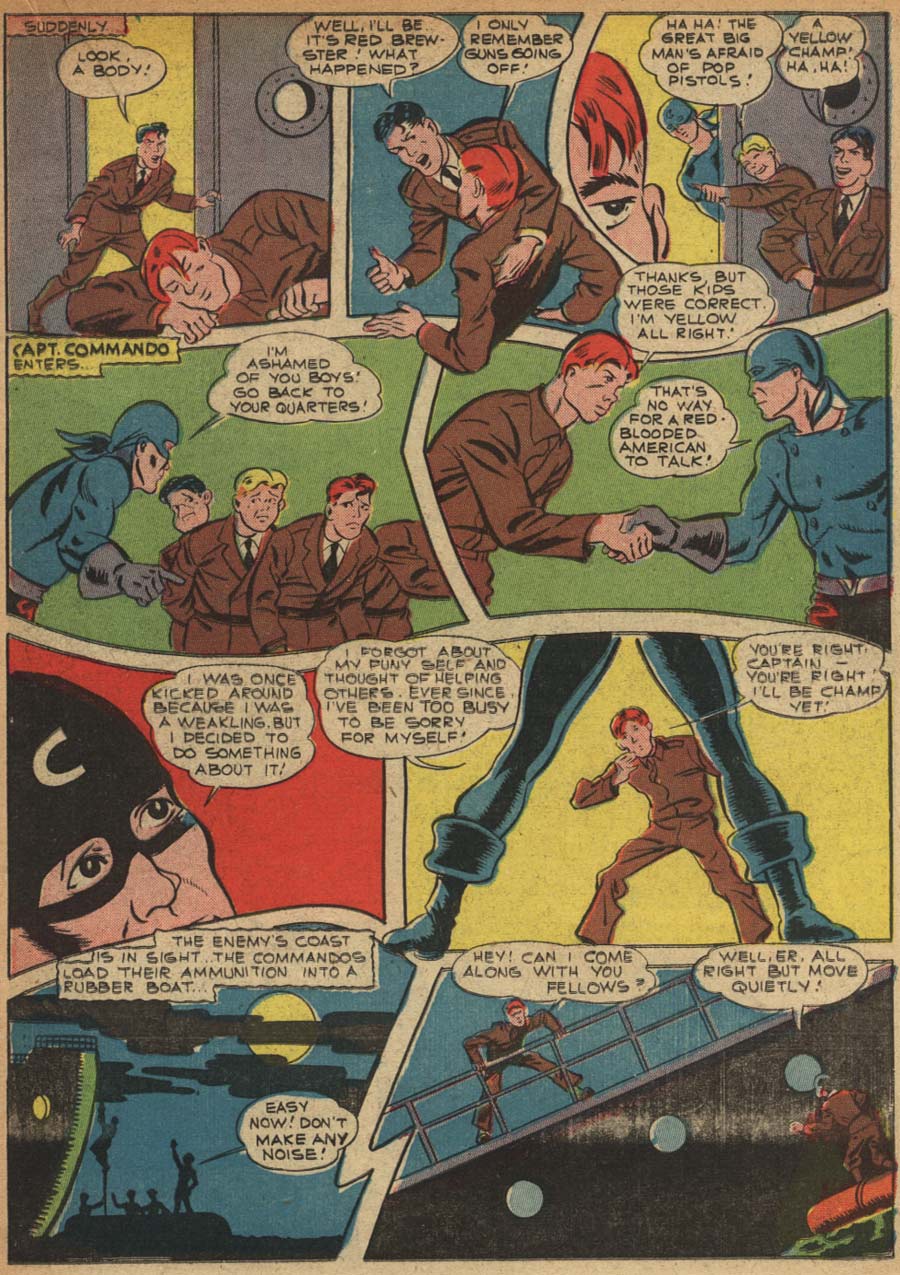 SUDDENLY...
LOOK,
A BODY!
WELL, I'LL BE..
IT'S RED BREW-
STER! WHAT
HAPPENED?
I ONLY
REMEMBER
GUNS GOING
OFF!
HA HA! THE
GREAT BIG
MAN'S AFRAID
OF POP
PISTOLS!
A
YELLOW
CHAMP!
HA, HA!
THANKS, BUT
THOSE KIDS
WERE CORRECT.
I'M YELLOW
ALL RIGHT!
CAPT. COMMANDO
ENTERS...
I'M
ASHAMED
OF YOU BOYS!
GO BACK TO
YOUR QUARTERS!
THAT'S
NO WAY
FOR A RED-
BLOODED
AMERICAN
TO TALK!
C
I WAS ONCE
KICKED AROUND
BECAUSE I WAS
A WEAKLING, BUT
I DECIDED TO
DO SOMETHING
ABOUT IT!
I FORGOT ABOUT
MY PUNY SELF AND
THOUGHT OF HELPING
OTHERS. EVER SINCE,
I'VE BEEN TOO BUSY
TO BE SORRY
FOR MYSELF!
YOU'RE RIGHT,
CAPTAIN —
YOU'RE RIGHT!
I'LL BE CHAMP
YET!
THE ENEMY'S COAST
IS IN SIGHT...THE COMMANDOS
LOAD THEIR AMMUNITION INTO A
RUBBER BOAT...
EASY
NOW! DON'T
MAKE ANY
NOISE!
HEY! CAN I COME
ALONG WITH YOU
FELLOWS?
WELL, ER, ALL
RIGHT BUT MOVE
QUIETLY!